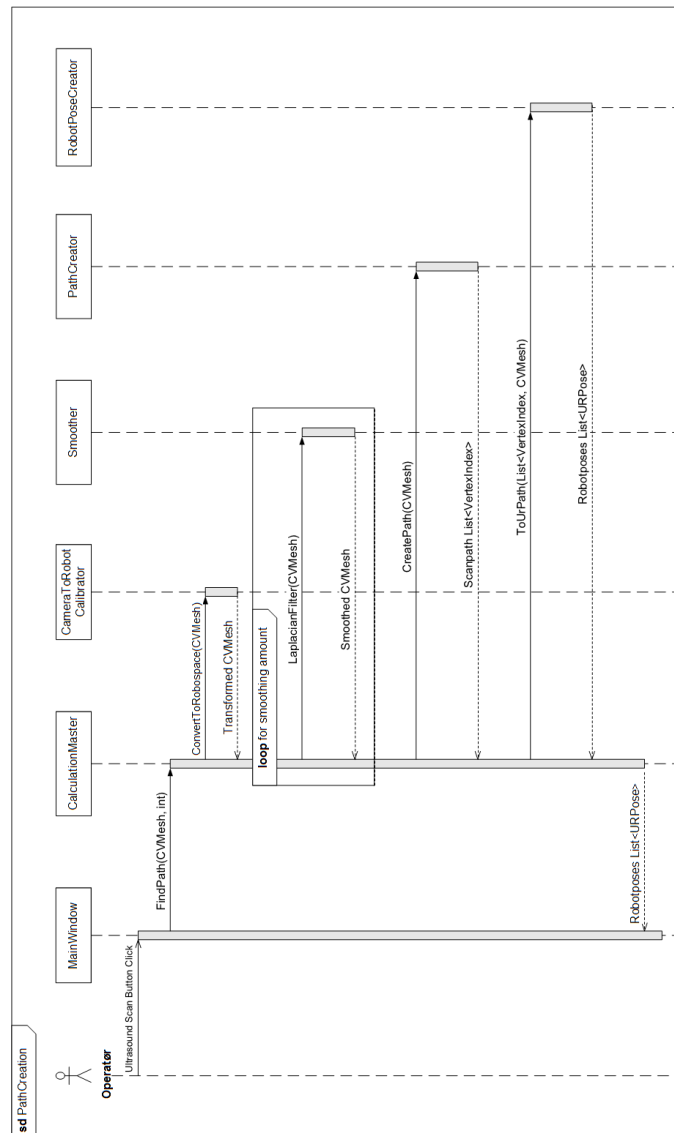 sd PathCreation
Operatør
MainWindow
CalculationMaster
CameraToRobot
Calibrator
Smoother
PathCreator
RobotPoseCreator
Ultrasound Scan Button Click
FindPath(CVMesh, int)
ConvertToRobospace(CVMesh)
Transformed CVMesh
loop for smoothing amount
LaplacianFilter(CVMesh)
Smoothed CVMesh
CreatePath(CVMesh)
Scanpath List<VertexIndex>
ToUrPath(List<VertexIndex, CVMesh)
Robotposes List<URPose>
Robotposes List<URPose>